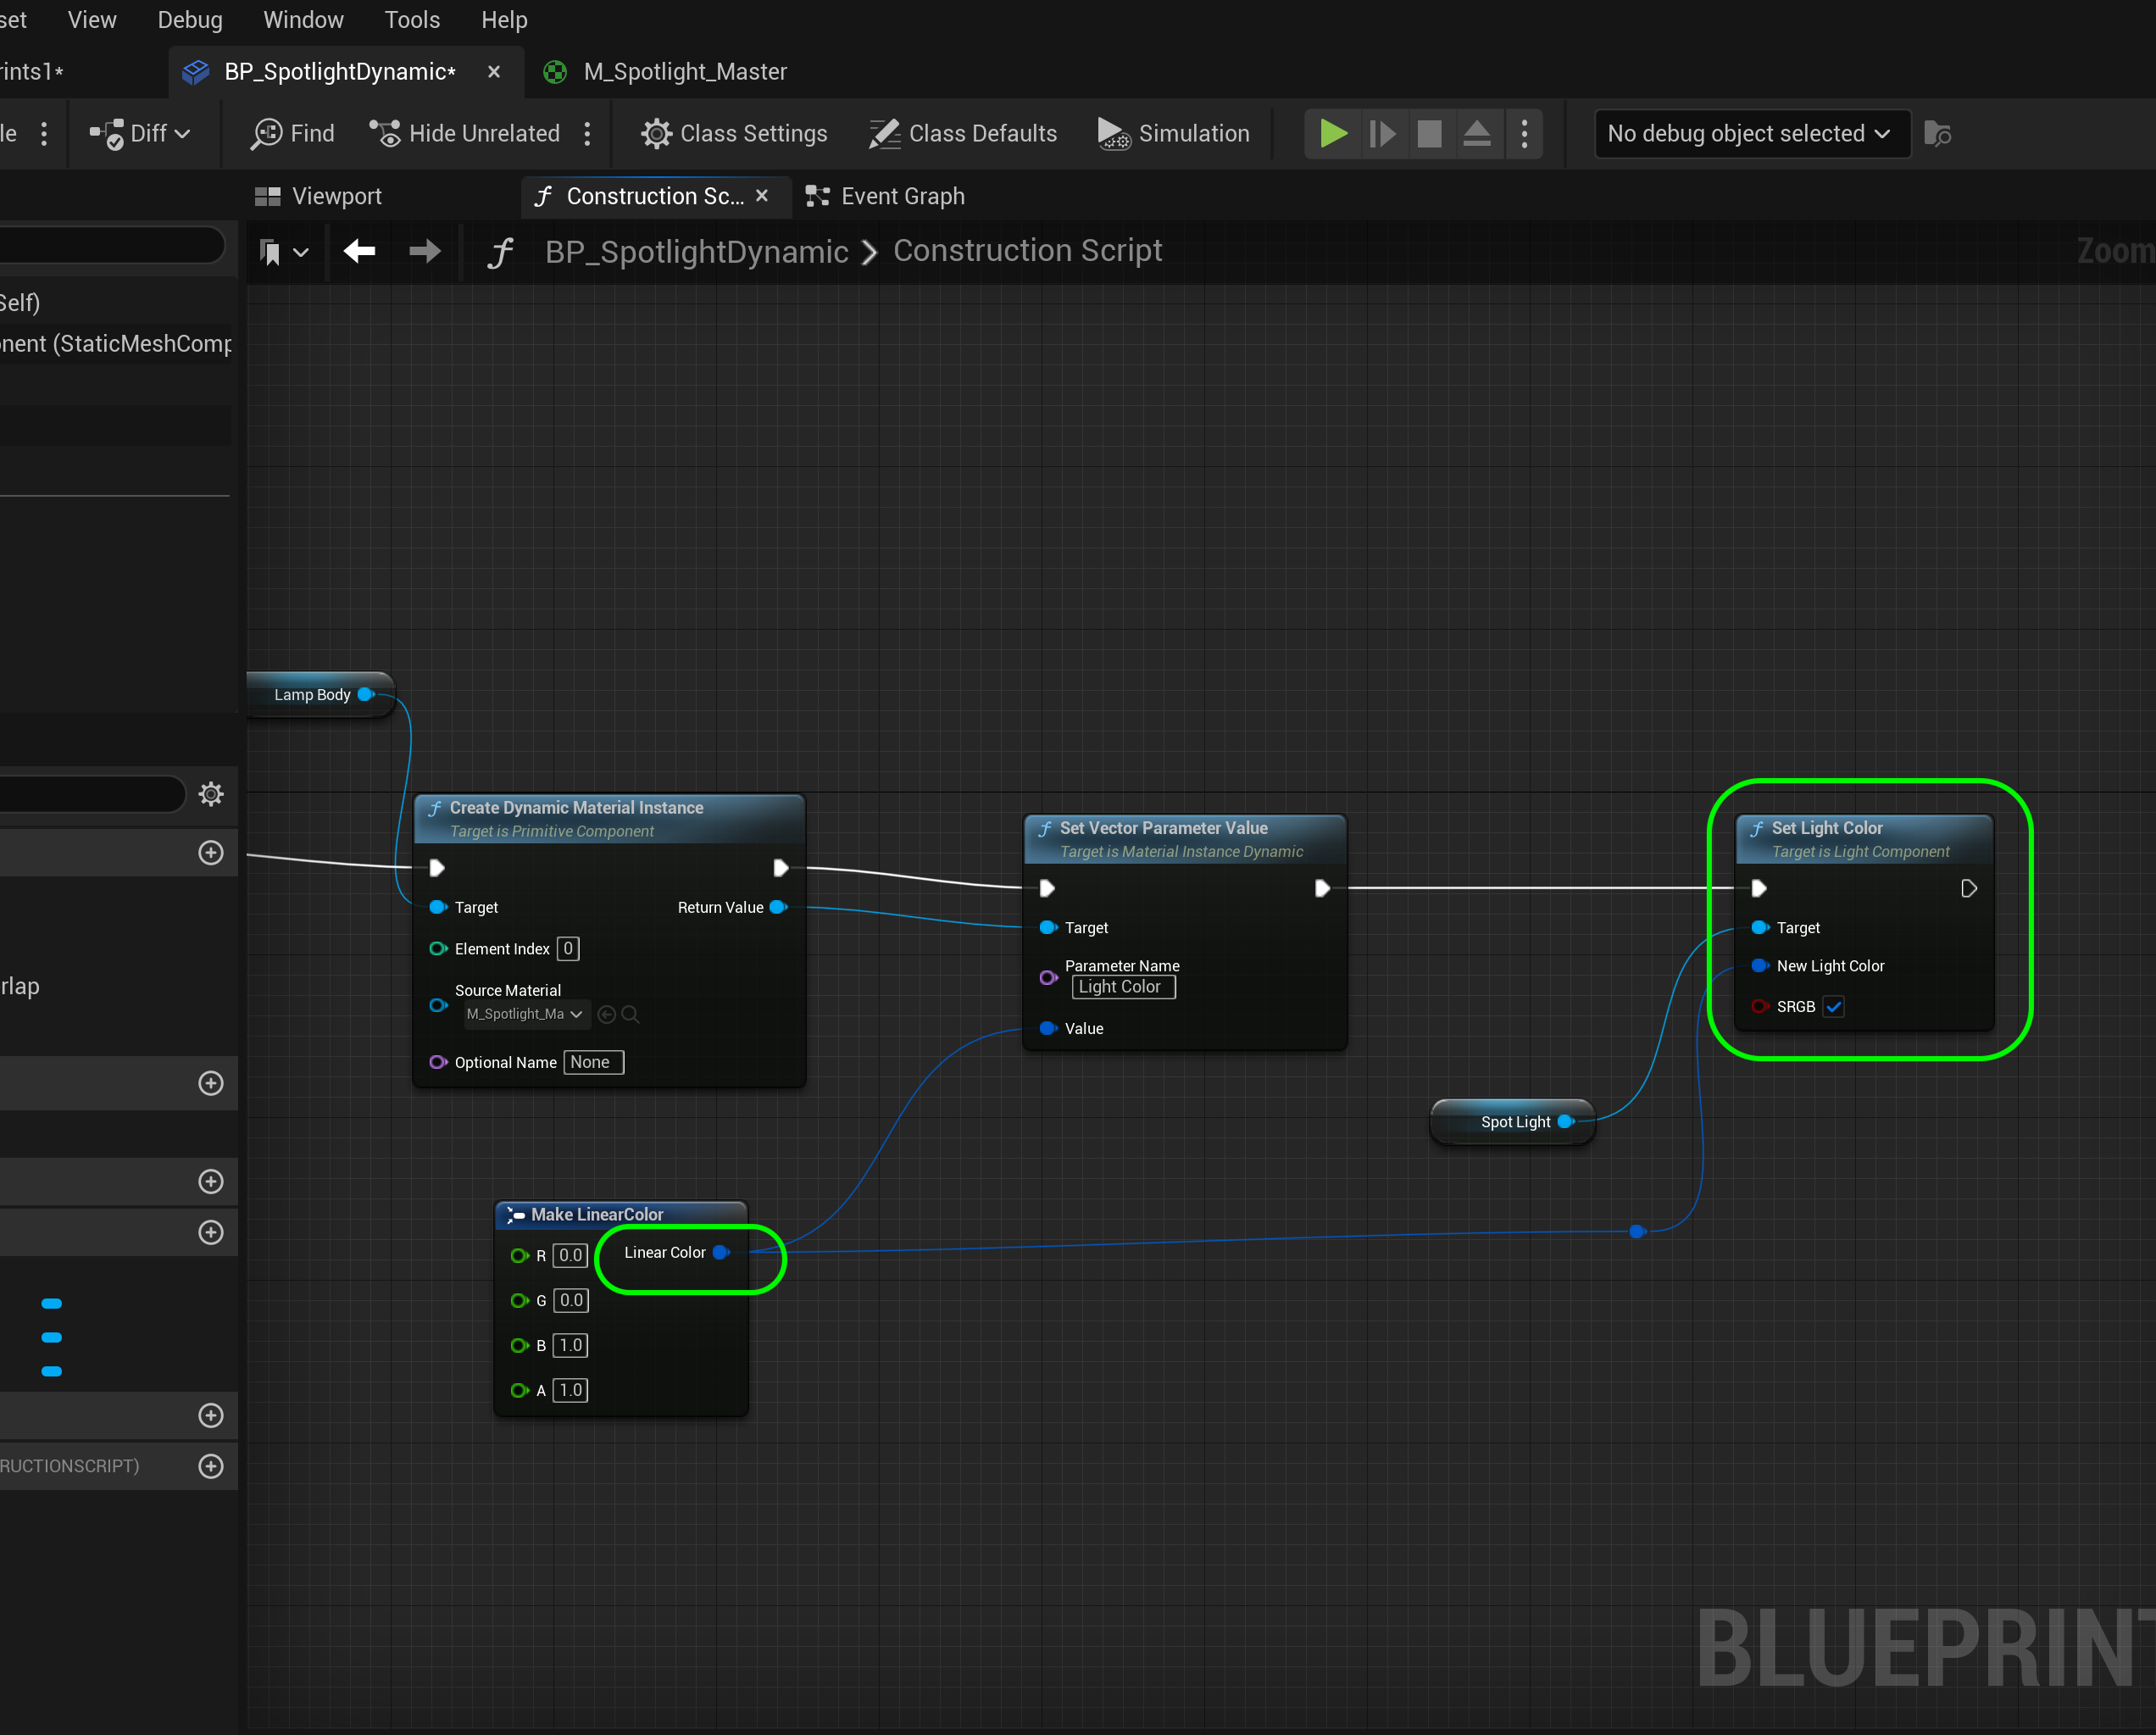 set View Debug Window Tools Help
rints1* BP_SpotlightDynamic* M_Spotlight_Master
le Diff Find Hide Unrelated Class Settings Class Defaults Simulation No debug object selected
Viewport Construction Sc... Event Graph
BP_SpotlightDynamic > Construction Script Zoom
Self)
nent (StaticMeshComp
Lamp Body
Create Dynamic Material Instance
Target is Primitive Component
Target Return Value
Element Index 0
Source Material
M_Spotlight_Ma
Optional Name None
Set Vector Parameter Value
Target is Material Instance Dynamic
Target
Parameter Name
Light Color
Value
Set Light Color
Target is Light Component
Target
New Light Color
SRGB
rlap
Spot Light
Make LinearColor
R 0.0 Linear Color
G 0.0
B 1.0
A 1.0
RUCTIONSCRIPT)
BLUEPRINT